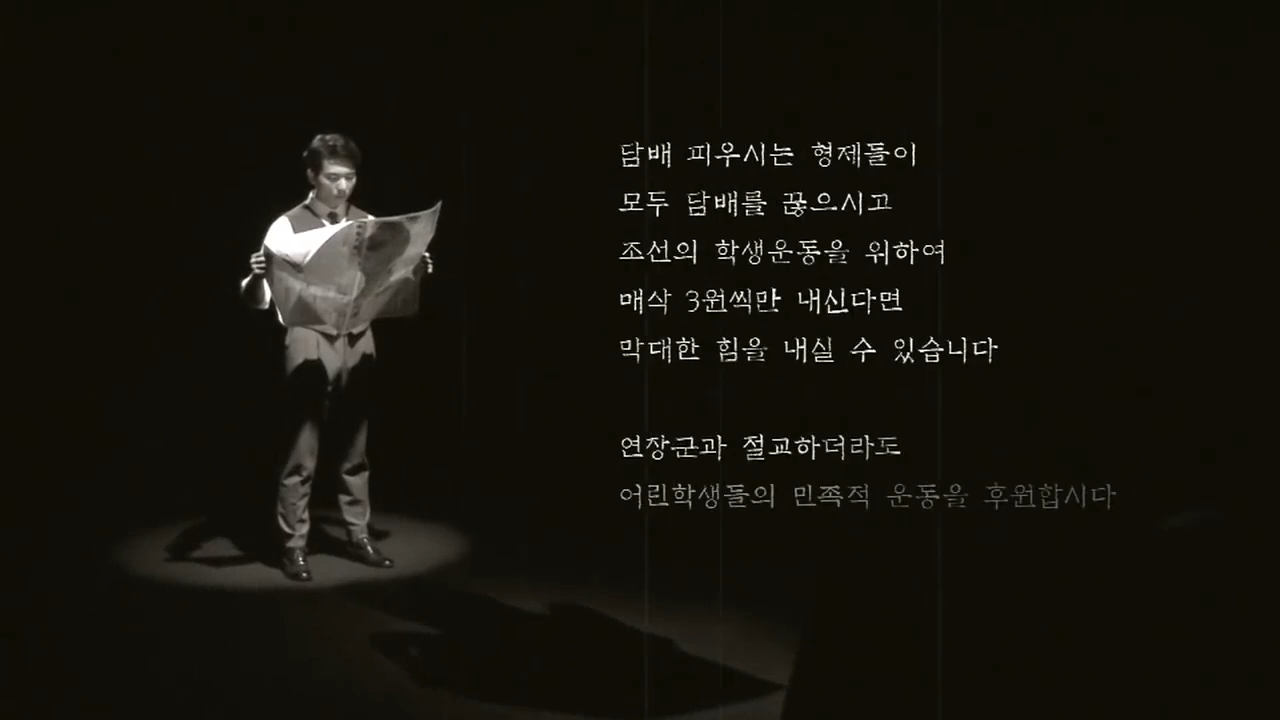 담배 피우시는 형제들이
모두 담배를 끊으시고
조선의 학생운동을 위하여
매삭 3원씩만 내신다면
막대한 힘을 내실 수 있습니다
연장군과 절교하더라도
어린학생들의 민족적 운동을 후원합시다